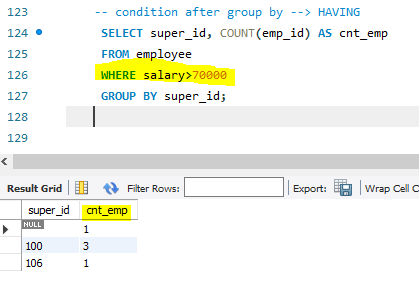 123 -- condition after group by --> HAVING
124 SELECT super_id, COUNT(emp_id) AS cnt_emp
125 FROM employee
126 WHERE salary>70000
127 GROUP BY super_id;
128
129
Result Grid Filter Rows: Export: Wrap Cell C
super_id cnt_emp
NULL 1
100 3
106 1